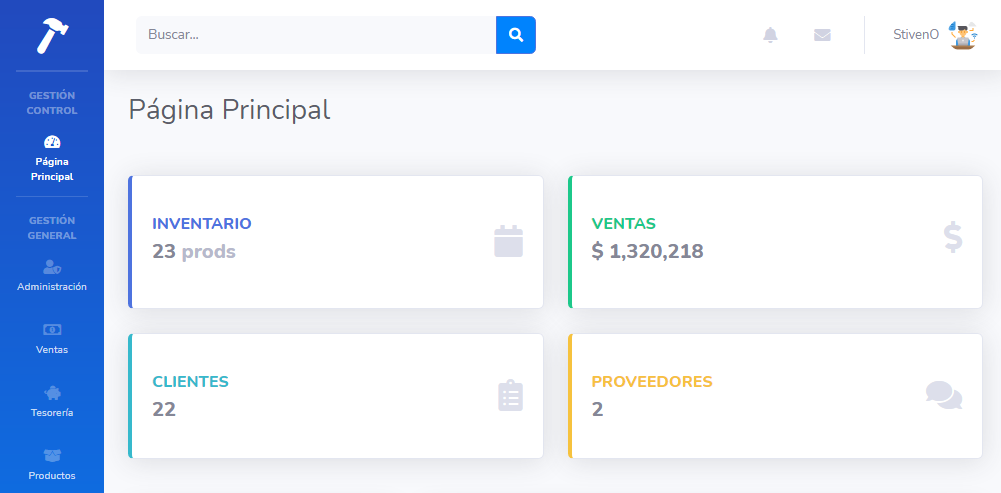 Buscar...
StivenO
GESTIÓN
CONTROL
Página
Principal
GESTIÓN
GENERAL
Administración
Ventas
Tesorería
Productos
Página Principal
INVENTARIO
23 prods
VENTAS
$ 1,320,218
CLIENTES
22
PROVEEDORES
2